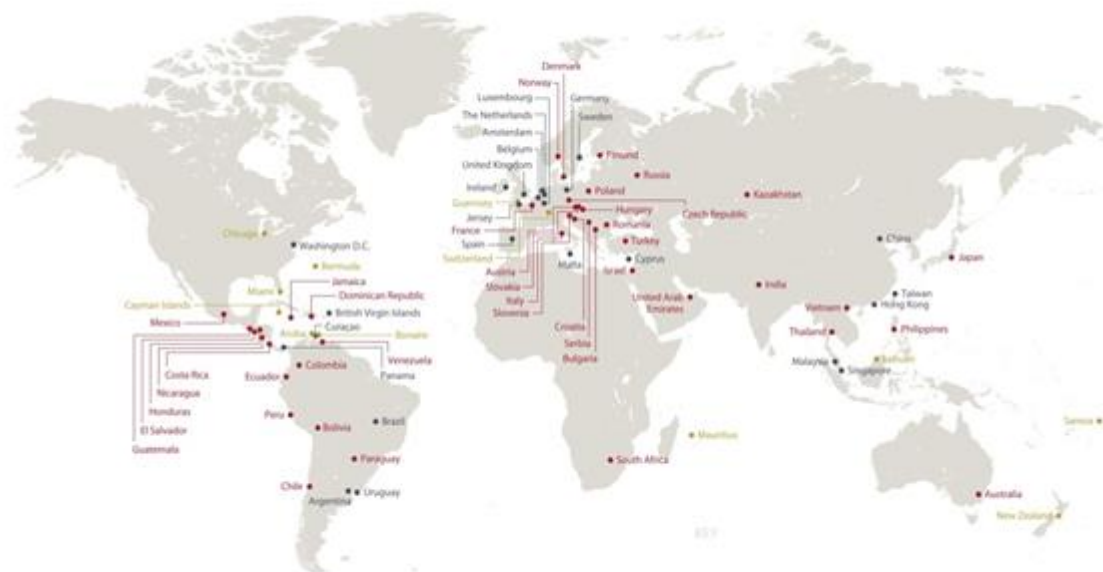 Denmark
Norway
Luxembourg
Germany
The Netherlands
Sweden
Amsterdam
Belgium
United Kingdom
Finund
Russia
Ireland
Poland
Kazakhstan
Guernsey
Hungary
Jersey
Czech Republic
France
Romania
Chicago
Washington D.C.
Spain
Turkey
China
Switzerland
Malta
Cyprus
Japan
Bermuda
Austria
Israel
Miami
Jamaica
Slovakia
India
Cayman Islands
Dominican Republic
Italy
United Arab
Emirates
Taiwan
Mexico
British Virgin Islands
Slovenia
Vietnam
Hong Kong
Aruba
Curaçao
Bonaire
Croatia
Thailand
Philippines
Serbia
Venezuela
Bulgaria
Malaysia
Labuan
Colombia
Panama
Singapore
Costa Rica
Ecuador
Nicaragua
Honduras
Peru
Brazil
El Salvador
Bolivia
Samoa
Guatemala
Mauritius
Paraguay
South Africa
Chile
Argentina
Uruguay
Australia
New Zealand
KEY